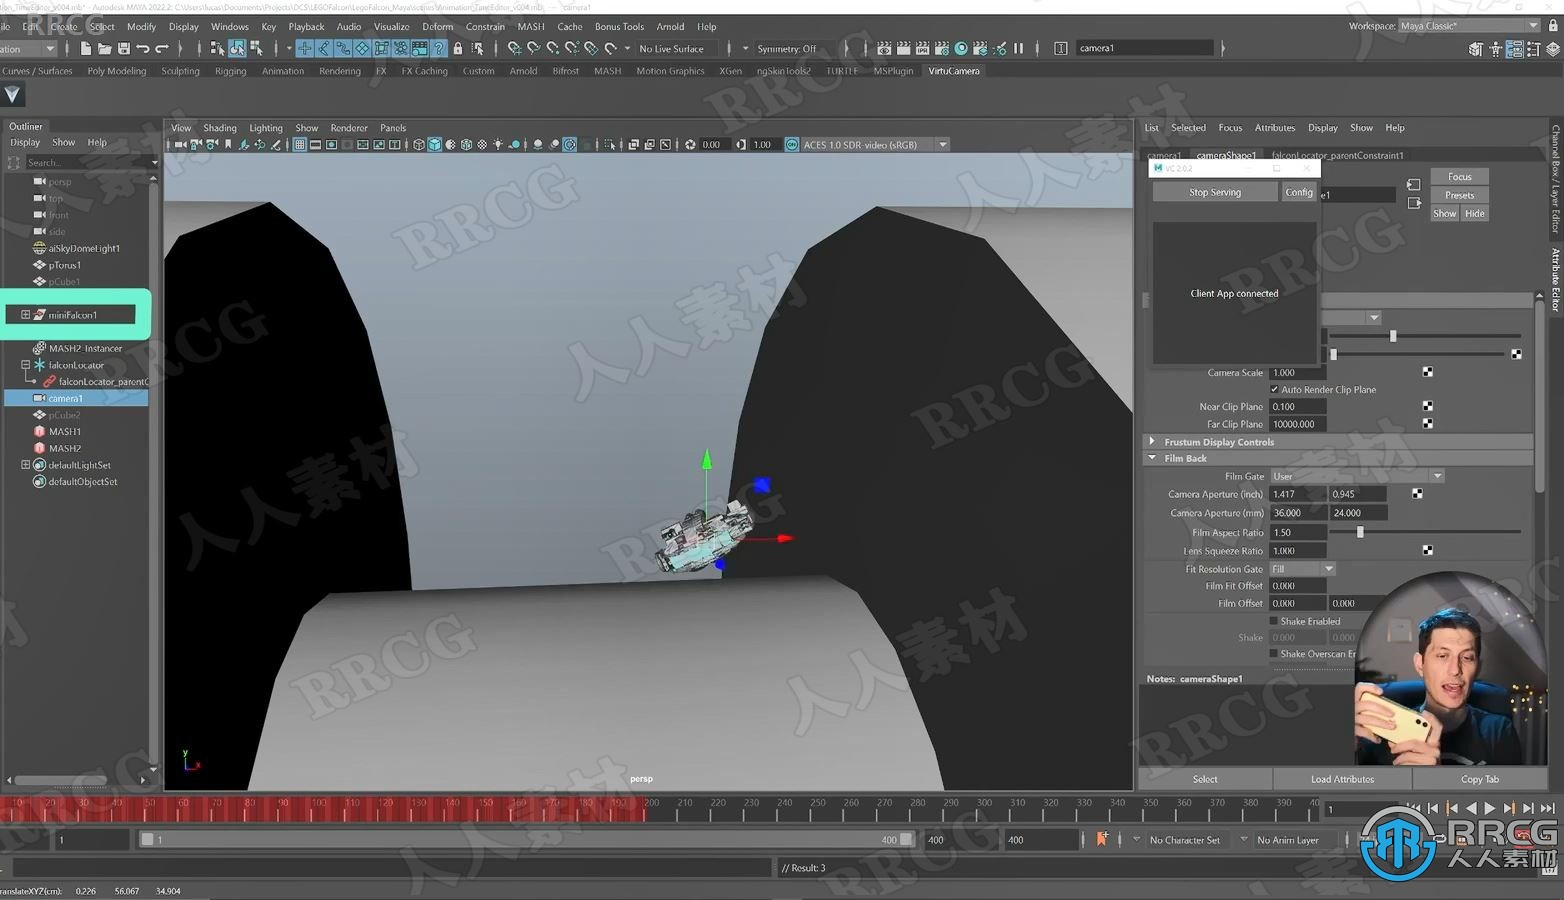 Create Select Modify Display Windows Key Playback Audio Visualize Deform Constrain MASH Cache Bonus Tools Arnold Help
Workspace: Maya Classic*
No Live Surface
Symmetry: Off
camera1
Curves / Surfaces Poly Modeling Sculpting Rigging Animation Rendering FX FX Caching Custom Arnold Bifrost MASH Motion Graphics XGen ngSkinTools2 TURTLE MSPlugin VirtuCamera
Outliner
Display Show Help
Search...
persp
top
front
side
aiSkyDomeLight1
pTorus1
pCube1
miniFalcon1
MASH2_Instancer
falconLocator
falconLocator_parentC
camera1
pCube2
MASH1
MASH2
defaultLightSet
defaultObjectSet
View Shading Lighting Show Renderer Panels
0.00 1.00 ACES 1.0 SDR-video (sRGB)
persp
y
x
List Selected Focus Attributes Display Show Help
camera1 cameraShape1 falconLocator_parentConstraint1
VC 2.0.2
Stop Serving Config
Client App connected
e1
Focus
Presets
Show Hide
Channel Box / Layer Editor
Attribute Editor
Camera Scale 1.000
Auto Render Clip Plane
Near Clip Plane 0.100
Far Clip Plane 10000.000
Frustum Display Controls
Film Back
Film Gate User
Camera Aperture (inch) 1.417 0.945
Camera Aperture (mm) 36.000 24.000
Film Aspect Ratio 1.50
Lens Squeeze Ratio 1.000
Fit Resolution Gate Fill
Film Fit Offset 0.000
Film Offset 0.000 0.000
Shake Enabled
Shake 0.000 0.000
Shake Overscan En
Notes: cameraShape1
Select Load Attributes Copy Tab
10 20 30 40 50 60 70 80 90 100 110 120 130 140 150 160 170 180 190 200 210 220 230 240 250 260 270 280 290 300 310 320 330 340 350 360 370 380 390 40
1
1 1 400 400 400
No Character Set
No Anim Layer
// Result: 3
ranslateXYZ(cm): 0.226 56.067 34.904
RRCG
人人素材